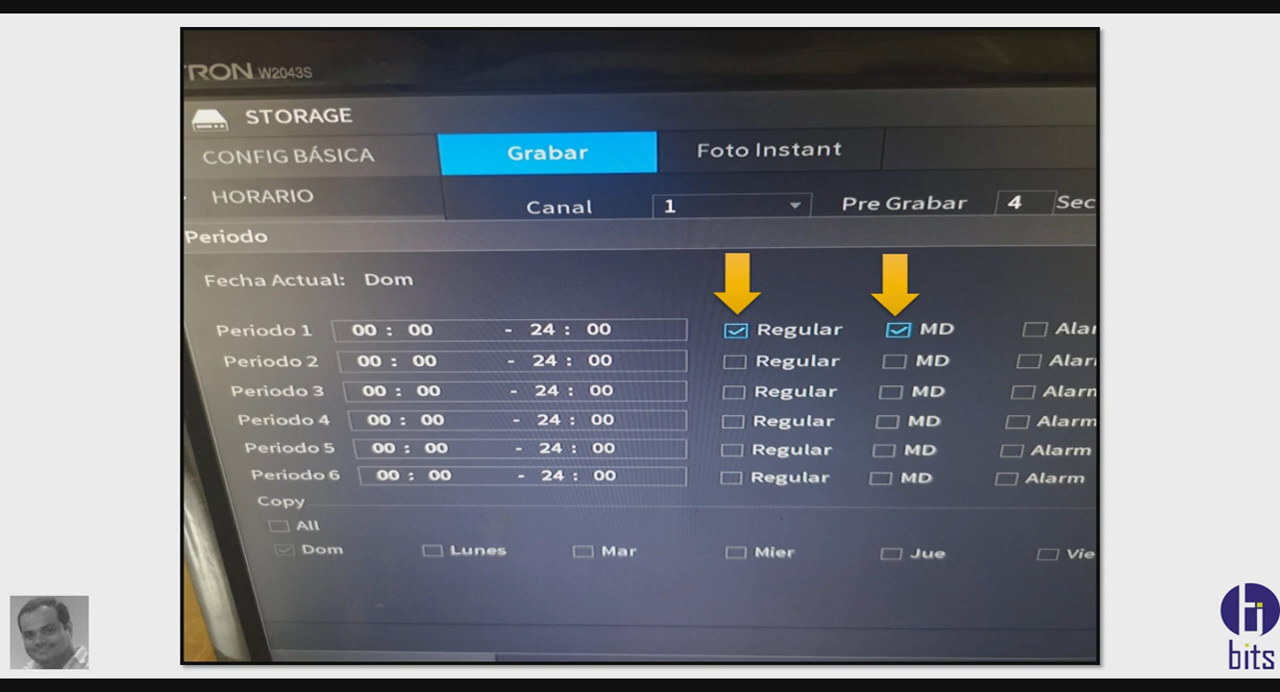 TRON W2043S
STORAGE
CONFIG BÁSICA Grabar Foto Instant
HORARIO Canal 1 Pre Grabar 4 Sec
Periodo
Fecha Actual: Dom
Periodo 1 00 : 00 - 24 : 00 Regular MD Alar
Periodo 2 00 : 00 - 24 : 00 Regular MD Alarm
Periodo 3 00 : 00 - 24 : 00 Regular MD Alarm
Periodo 4 00 : 00 - 24 : 00 Regular MD Alarm
Periodo 5 00 : 00 - 24 : 00 Regular MD Alarm
Periodo 6 00 : 00 - 24 : 00 Regular MD Alarm
Copy
All
Dom Lunes Mar Mier Jue Vie
bits